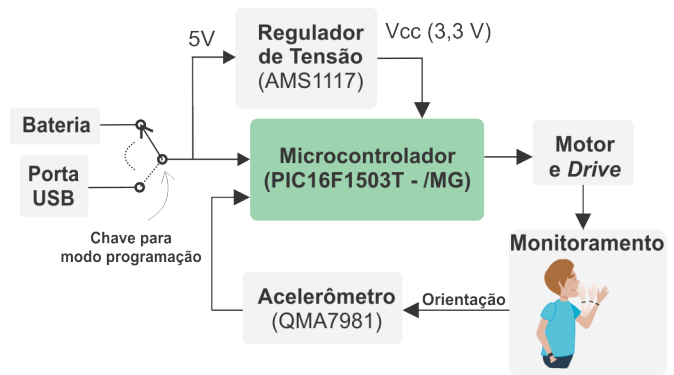 5V
Regulador
de Tensão
(AMS1117)
Vcc (3,3 V)
Bateria
Porta
USB
Chave para
modo programação
Microcontrolador
(PIC16F1503T - /MG)
Motor
e Drive
Monitoramento
Acelerômetro
(QMA7981)
Orientação